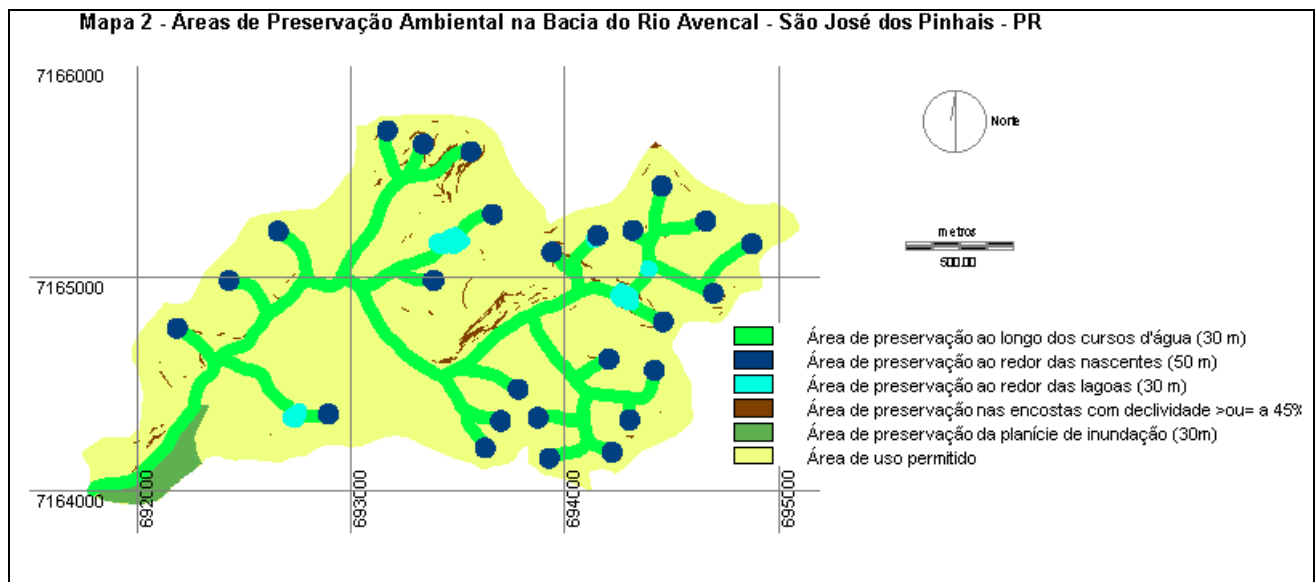 Mapa 2 - Áreas de Preservação Ambiental na Bacia do Rio Avencal - São José dos Pinhais - PR
7166000
Norte
metros
500.00
7165000
Área de preservação ao longo dos cursos d'água (30 m)
Área de preservação ao redor das nascentes (50 m)
Área de preservação ao redor das lagoas (30 m)
Área de preservação nas encostas com declividade >ou= a 45%
Área de preservação da planície de inundação (30m)
Área de uso permitido
7164000
692000
693000
694000
695000